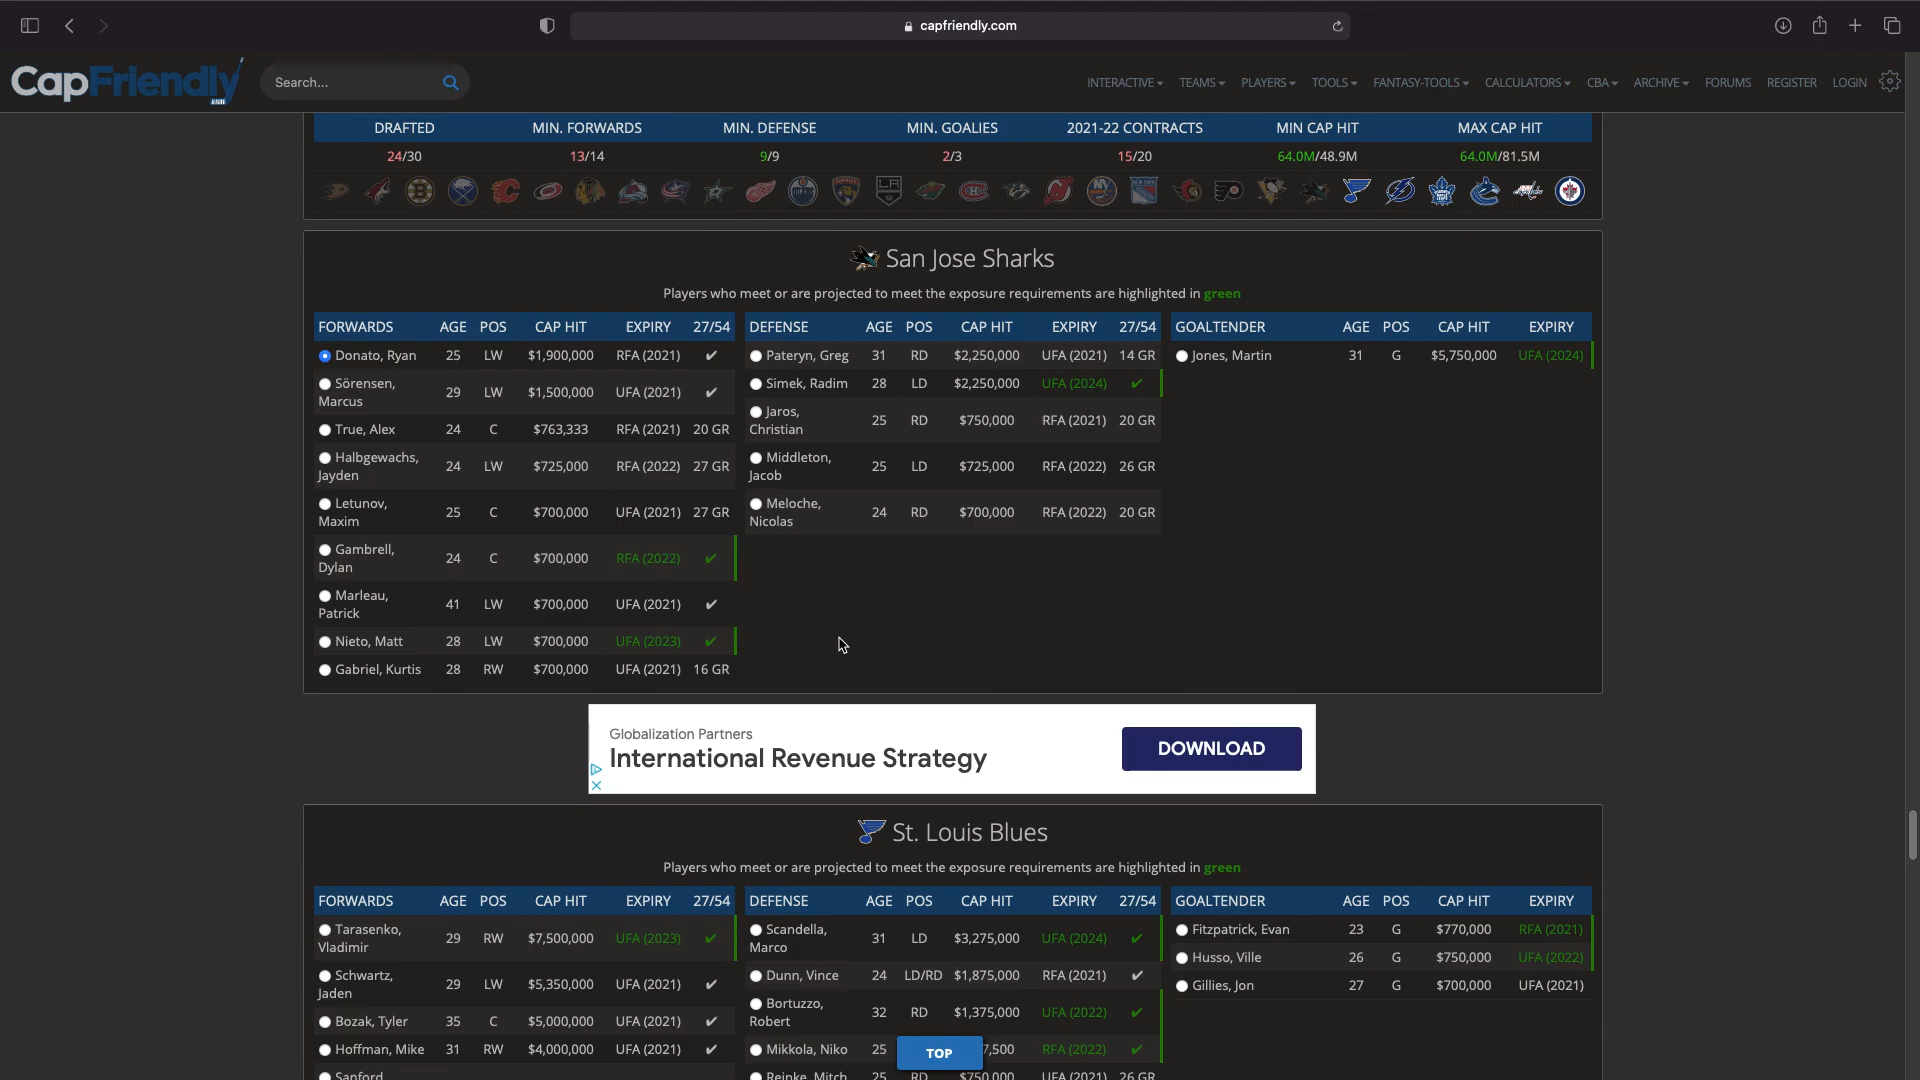 capfriendly.com
CapFriendly
.com
Search...
INTERACTIVE TEAMS PLAYERS TOOLS FANTASY-TOOLS CALCULATORS CBA ARCHIVE FORUMS REGISTER LOGIN
DRAFTED MIN. FORWARDS MIN. DEFENSE MIN. GOALIES 2021-22 CONTRACTS MIN CAP HIT MAX CAP HIT
24/30 13/14 9/9 2/3 15/20 64.0M/48.9M 64.0M/81.5M
San Jose Sharks
Players who meet or are projected to meet the exposure requirements are highlighted in green
FORWARDS AGE POS CAP HIT EXPIRY 27/54
Donato, Ryan 25 LW $1,900,000 RFA (2021) ✔
Sörensen, Marcus 29 LW $1,500,000 UFA (2021) ✔
True, Alex 24 C $763,333 RFA (2021) 20 GR
Halbgewachs, Jayden 24 LW $725,000 RFA (2022) 27 GR
Letunov, Maxim 25 C $700,000 UFA (2021) 27 GR
Gambrell, Dylan 24 C $700,000 RFA (2022) ✔
Marleau, Patrick 41 LW $700,000 UFA (2021) ✔
Nieto, Matt 28 LW $700,000 UFA (2023) ✔
Gabriel, Kurtis 28 RW $700,000 UFA (2021) 16 GR
DEFENSE AGE POS CAP HIT EXPIRY 27/54
Pateryn, Greg 31 RD $2,250,000 UFA (2021) 14 GR
Simek, Radim 28 LD $2,250,000 UFA (2024) ✔
Jaros, Christian 25 RD $750,000 RFA (2021) 20 GR
Middleton, Jacob 25 LD $725,000 RFA (2022) 26 GR
Meloche, Nicolas 24 RD $700,000 RFA (2022) 20 GR
GOALTENDER AGE POS CAP HIT EXPIRY
Jones, Martin 31 G $5,750,000 UFA (2024)
Globalization Partners
International Revenue Strategy
DOWNLOAD
St. Louis Blues
Players who meet or are projected to meet the exposure requirements are highlighted in green
FORWARDS AGE POS CAP HIT EXPIRY 27/54
Tarasenko, Vladimir 29 RW $7,500,000 UFA (2023) ✔
Schwartz, Jaden 29 LW $5,350,000 UFA (2021) ✔
Bozak, Tyler 35 C $5,000,000 UFA (2021) ✔
Hoffman, Mike 31 RW $4,000,000 UFA (2021) ✔
Sanford
DEFENSE AGE POS CAP HIT EXPIRY 27/54
Scandella, Marco 31 LD $3,275,000 UFA (2024) ✔
Dunn, Vince 24 LD/RD $1,875,000 RFA (2021) ✔
Bortuzzo, Robert 32 RD $1,375,000 UFA (2022) ✔
Mikkola, Niko 25 7,500 RFA (2022) ✔
Reinke, Mitch 25 RD $750,000 UFA (2021) 26 GR
GOALTENDER AGE POS CAP HIT EXPIRY
Fitzpatrick, Evan 23 G $770,000 RFA (2021)
Husso, Ville 26 G $750,000 UFA (2022)
Gillies, Jon 27 G $700,000 UFA (2021)
TOP